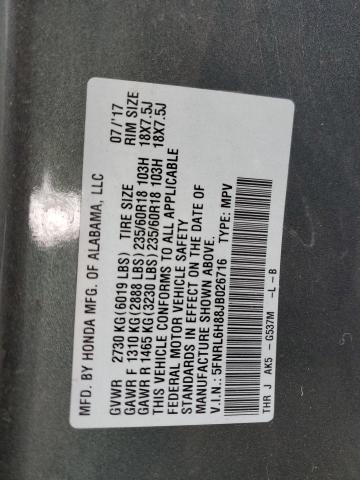 MFD. BY HONDA MFG. OF ALABAMA, LLC 07/'17
TIRE SIZE RIM SIZE
GVWR 2730 KG (6019 LBS)
GAWR F 1310 KG (2888 LBS) 235/60R18 103H 18X7.5J
GAWR R 1465 KG (3230 LBS) 235/60R18 103H 18X7.5J
THIS VEHICLE CONFORMS TO ALL APPLICABLE
FEDERAL MOTOR VEHICLE SAFETY
STANDARDS IN EFFECT ON THE DATE OF
MANUFACTURE SHOWN ABOVE.
V.I.N.: 5FNRL6H88JB026716 TYPE: MPV
THR J AK5 - G537M -L-B